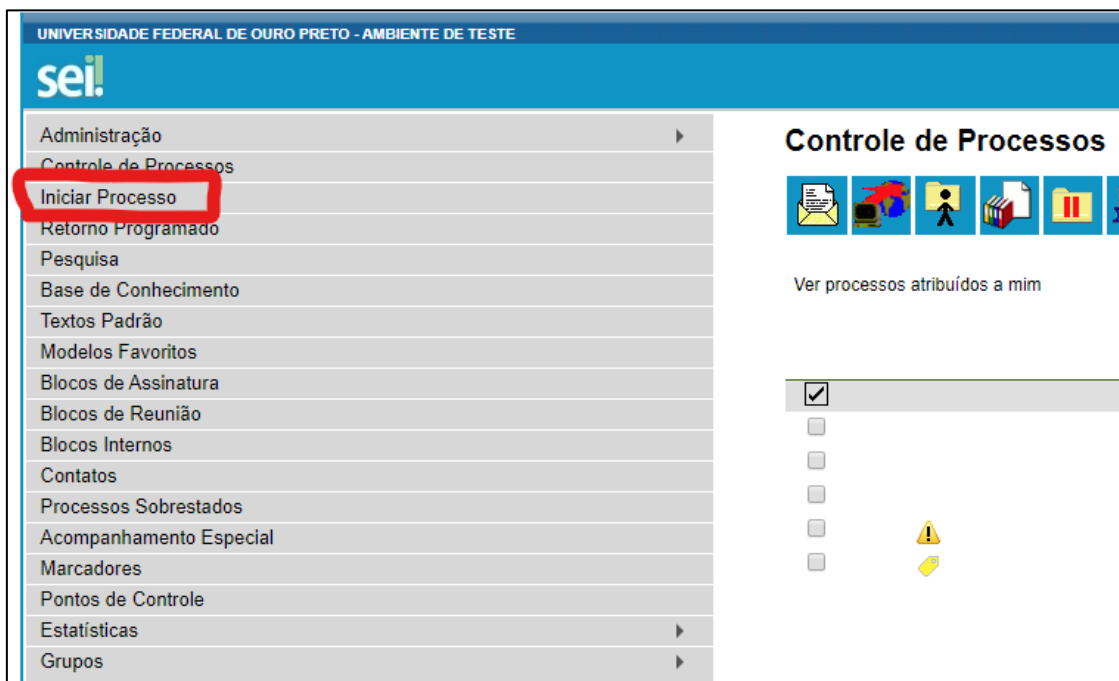 UNIVERSIDADE FEDERAL DE OURO PRETO - AMBIENTE DE TESTE
sei!
Administração
Controle de Processos
Iniciar Processo
Retorno Programado
Pesquisa
Base de Conhecimento
Textos Padrão
Modelos Favoritos
Blocos de Assinatura
Blocos de Reunião
Blocos Internos
Contatos
Processos Sobrestados
Acompanhamento Especial
Marcadores
Pontos de Controle
Estatísticas
Grupos
Controle de Processos
Ver processos atribuídos a mim